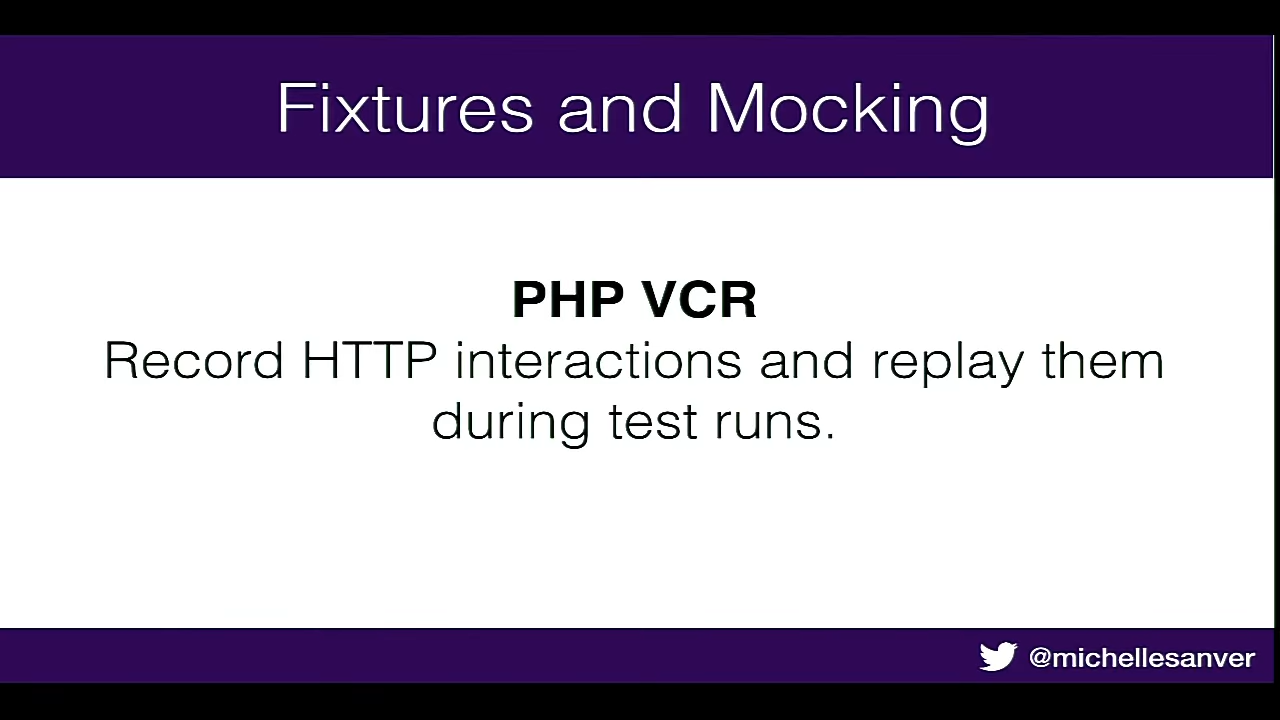 Fixtures and Mocking
PHP VCR
Record HTTP interactions and replay them
during test runs.
@michellesanver